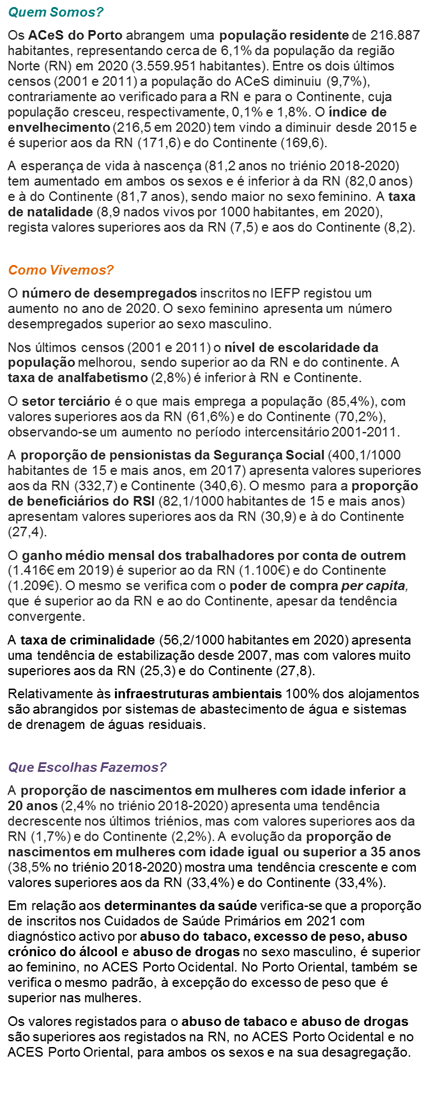 Quem Somos?
Os ACeS do Porto abrangem uma população residente de 216.887
habitantes, representando cerca de 6,1% da população da região
Norte (RN) em 2020 (3.559.951 habitantes). Entre os dois últimos
censos (2001 e 2011) a população do ACeS diminuiu (9,7%),
contrariamente ao verificado para a RN e para o Continente, cuja
população cresceu, respectivamente, 0,1% e 1,8%. O índice de
envelhecimento (216,5 em 2020) tem vindo a diminuir desde 2015 e
é superior aos da RN (171,6) e do Continente (169,6).
A esperança de vida à nascença (81,2 anos no triénio 2018-2020)
tem aumentado em ambos os sexos e é inferior à da RN (82,0 anos)
e à do Continente (81,7 anos), sendo maior no sexo feminino. A taxa
de natalidade (8,9 nados vivos por 1000 habitantes, em 2020),
regista valores superiores aos da RN (7,5) e aos do Continente (8,2).
Como Vivemos?
O número de desempregados inscritos no IEFP registou um
aumento no ano de 2020. O sexo feminino apresenta um número
desempregados superior ao sexo masculino.
Nos últimos censos (2001 e 2011) o nível de escolaridade da
população melhorou, sendo superior ao da RN e do continente. A
taxa de analfabetismo (2,8%) é inferior à RN e Continente.
O setor terciário é o que mais emprega a população (85,4%), com
valores superiores aos da RN (61,6%) e do Continente (70,2%),
observando-se um aumento no período intercensitário 2001-2011.
A proporção de pensionistas da Segurança Social (400,1/1000
habitantes de 15 e mais anos, em 2017) apresenta valores superiores
aos da RN (332,7) e Continente (340,6). O mesmo para a proporção
de beneficiários do RSI (82,1/1000 habitantes de 15 e mais anos)
apresentam valores superiores aos da RN (30,9) e à do Continente
(27,4).
O ganho médio mensal dos trabalhadores por conta de outrem
(1.416€ em 2019) é superior ao da RN (1.100€) e do Continente
(1.209€). O mesmo se verifica com o poder de compra per capita,
que é superior ao da RN e ao do Continente, apesar da tendência
convergente.
A taxa de criminalidade (56,2/1000 habitantes em 2020) apresenta
uma tendência de estabilização desde 2007, mas com valores muito
superiores aos da RN (25,3) e do Continente (27,8).
Relativamente às infraestruturas ambientais 100% dos alojamentos
são abrangidos por sistemas de abastecimento de água e sistemas
de drenagem de águas residuais.
Que Escolhas Fazemos?
A proporção de nascimentos em mulheres com idade inferior a
20 anos (2,4% no triénio 2018-2020) apresenta uma tendência
decrescente nos últimos triénios, mas com valores superiores aos da
RN (1,7%) e do Continente (2,2%). A evolução da proporção de
nascimentos em mulheres com idade igual ou superior a 35 anos
(38,5% no triénio 2018-2020) mostra uma tendência crescente e com
valores superiores aos da RN (33,4%) e do Continente (33,4%).
Em relação aos determinantes da saúde verifica-se que a proporção
de inscritos nos Cuidados de Saúde Primários em 2021 com
diagnóstico activo por abuso do tabaco, excesso de peso, abuso
crónico do álcool e abuso de drogas no sexo masculino, é superior
ao feminino, no ACES Porto Ocidental. No Porto Oriental, também se
verifica o mesmo padrão, à excepção do excesso de peso que é
superior nas mulheres.
Os valores registados para o abuso de tabaco e abuso de drogas
são superiores aos registados na RN, no ACES Porto Ocidental e no
ACES Porto Oriental, para ambos os sexos e na sua desagregação.